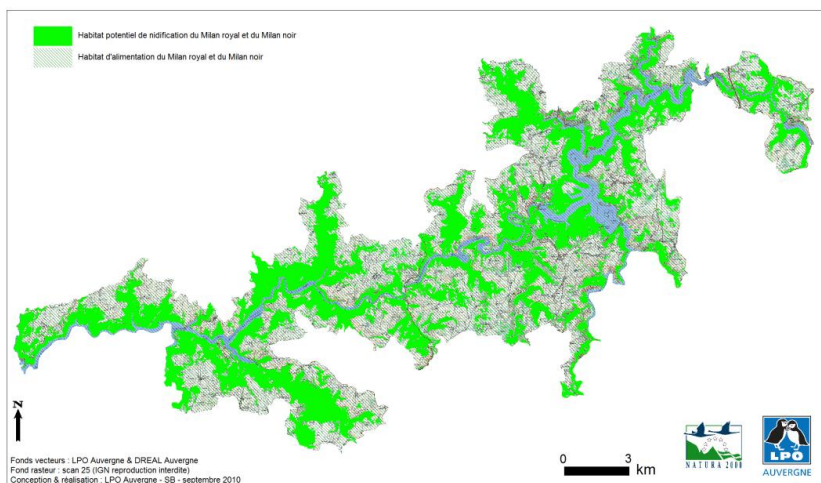 Habitat potentiel de nidification du Milan royal et du Milan noir
Habitat d'alimentation du Milan royal et du Milan noir
N
Fonds vecteurs : LPO Auvergne & DREAL Auvergne
Fond rasteur : scan 25 (IGN reproduction interdite)
Conception & réalisation : LPO Auvergne - SB - septembre 2010
0 3
km
NATURA 2000
LPO
AUVERGNE